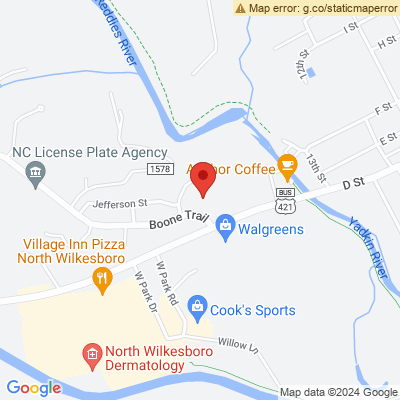 Map error: g.co/staticmaperror
Reddies River
I St
H St
12th St
F St
E St
13th St
NC License Plate Agency
1578
Anchor Coffee
BUS
421
D St
Jefferson St
Boone Trail
Walgreens
Yadkin River
Village Inn Pizza
North Wilkesboro
W Park Rd
W Park Dr
Cook's Sports
Willow Ln
North Wilkesboro
Dermatology
Google
Map data ©2024 Google